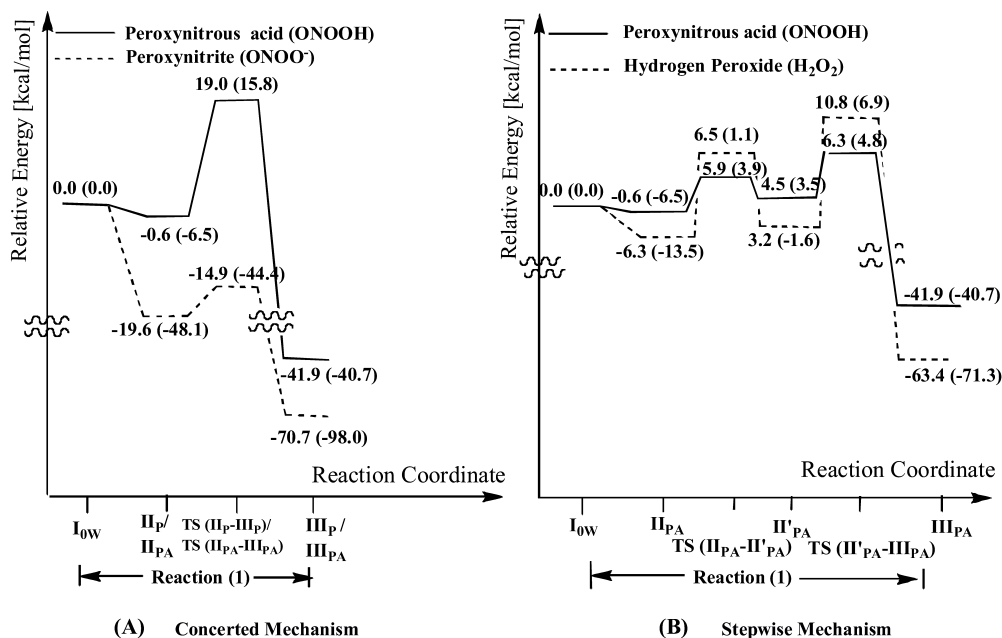 Relative Energy [kcal/mol]
Peroxynitrous acid (ONOOH)
Peroxynitrite (ONOO-)
19.0 (15.8)
0.0 (0.0)
-0.6 (-6.5)
-14.9 (-44.4)
-19.6 (-48.1)
-41.9 (-40.7)
-70.7 (-98.0)
Reaction Coordinate
I0W
IIP/
IIPA
TS (IIP-IIIP)/
TS (IIPA-IIIPA)
IIIP /
IIIPA
Reaction (1)
(A) Concerted Mechanism
Relative Energy [kcal/mol]
Peroxynitrous acid (ONOOH)
Hydrogen Peroxide (H2O2)
10.8 (6.9)
6.5 (1.1)
6.3 (4.8)
5.9 (3.9)
4.5 (3.5)
0.0 (0.0)
-0.6 (-6.5)
-6.3 (-13.5)
3.2 (-1.6)
-41.9 (-40.7)
-63.4 (-71.3)
Reaction Coordinate
I0W
IIPA
TS (IIPA-II'PA)
II'PA
TS (II'PA-IIIPA)
IIIPA
Reaction (1)
(B) Stepwise Mechanism